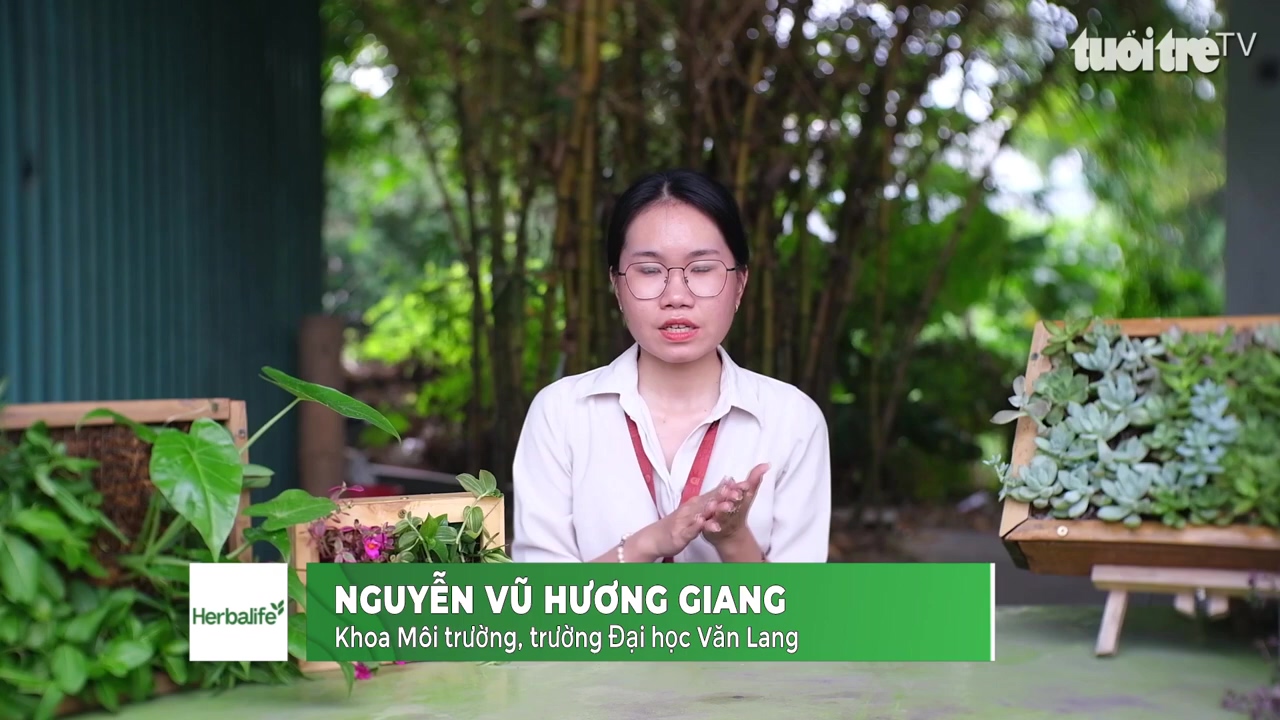 tuổi trẻ TV
Herbalife
NGUYỄN VŨ HƯƠNG GIANG
Khoa Môi trường, trường Đại học Văn Lang